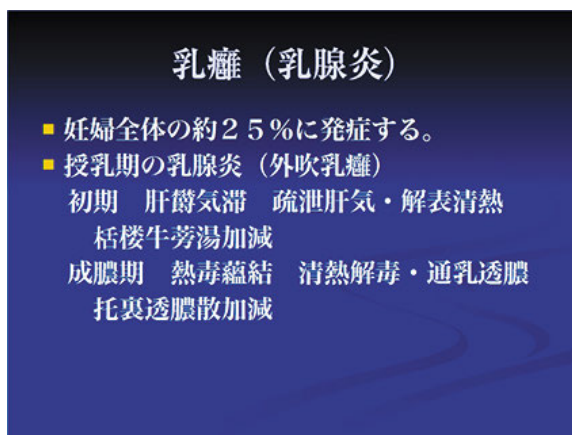 乳癰（乳腺炎）
■ 妊婦全体の約２５％に発症する。
■ 授乳期の乳腺炎（外吹乳癰）
初期　肝欝気滞　疏泄肝気・解表清熱
栝楼牛蒡湯加減
成膿期　熱毒蘊結　清熱解毒・通乳透膿
托裏透膿散加減